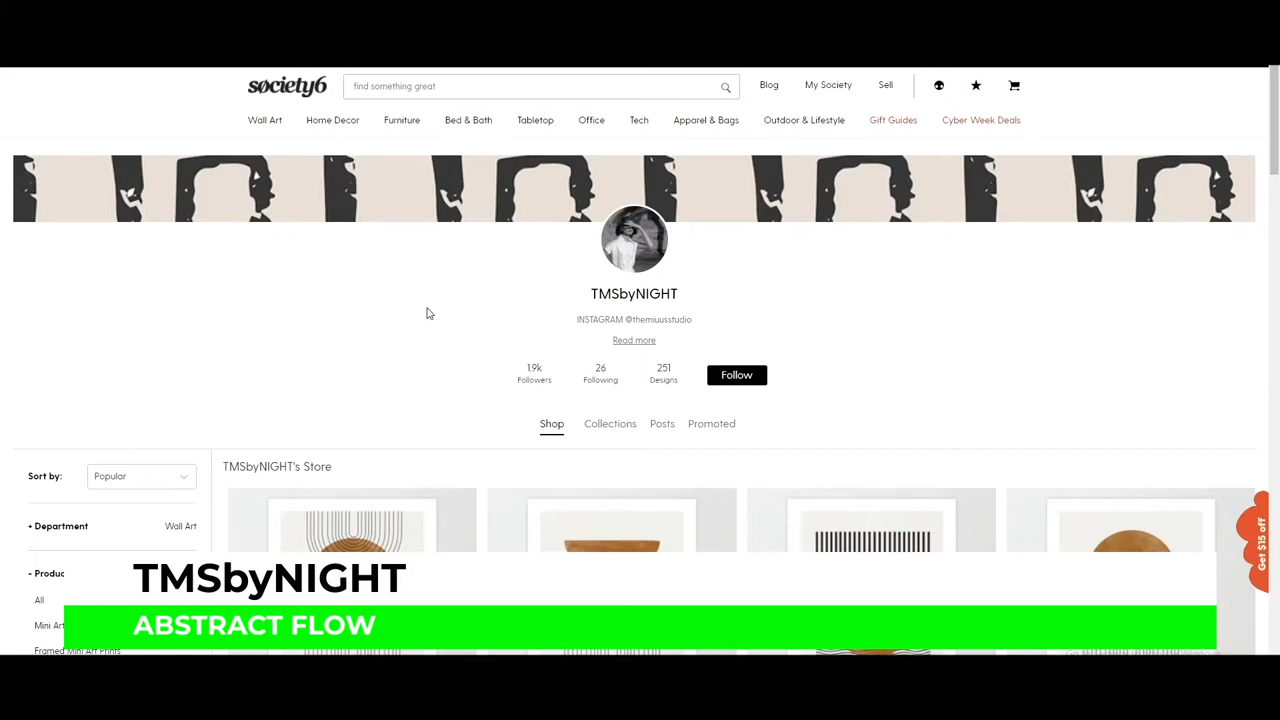 søciety6
find something great
Blog My Society Sell
Wall Art Home Decor Furniture Bed & Bath Tabletop Office Tech Apparel & Bags Outdoor & Lifestyle Gift Guides Cyber Week Deals
TMSbyNIGHT
INSTAGRAM @themiuusstudio
Read more
1.9k 26 251 Follow
Followers Following Designs
Shop Collections Posts Promoted
Sort by: Popular
TMSbyNIGHT's Store
+ Department Wall Art
- Produc
All
Mini Art
Framed Mini Art Prints
Get $15 off
TMSbyNIGHT
ABSTRACT FLOW